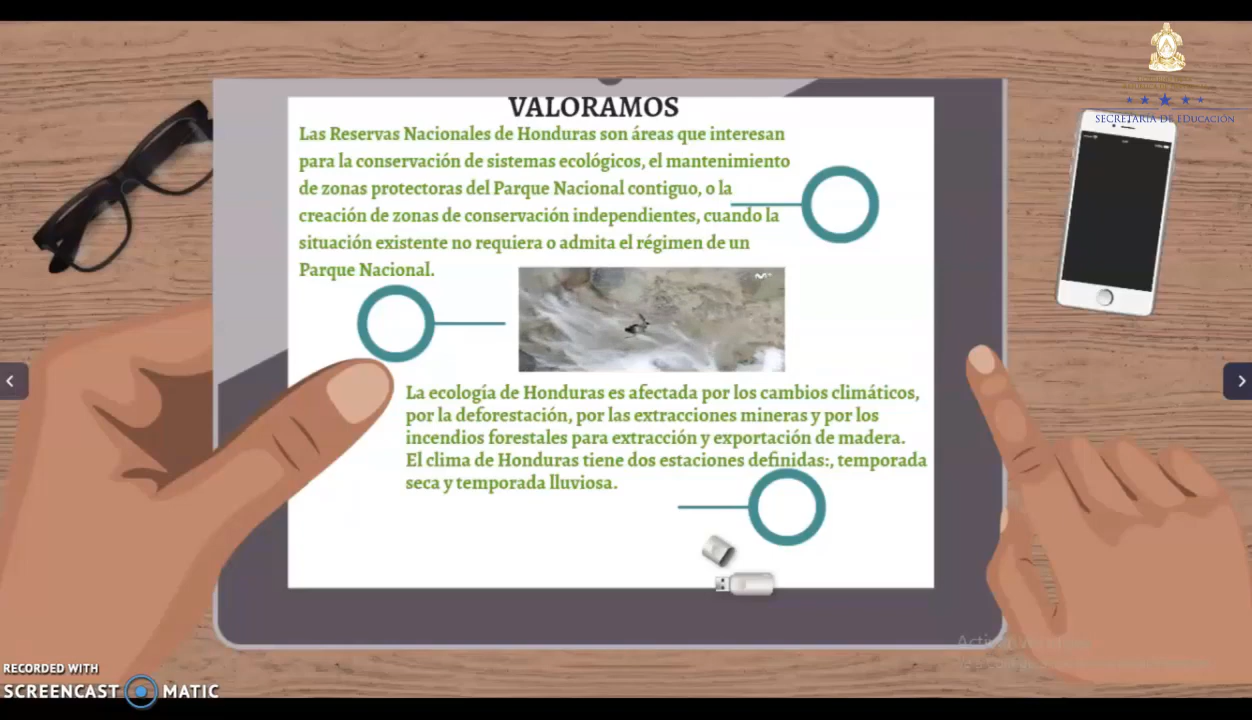 VALORAMOS
Las Reservas Nacionales de Honduras son áreas que interesan
para la conservación de sistemas ecológicos, el mantenimiento
de zonas protectoras del Parque Nacional contiguo, o la
creación de zonas de conservación independientes, cuando la
situación existente no requiera o admita el régimen de un
Parque Nacional.
La ecología de Honduras es afectada por los cambios climáticos,
por la deforestación, por las extracciones mineras y por los
incendios forestales para extracción y exportación de madera.
El clima de Honduras tiene dos estaciones definidas:, temporada
seca y temporada lluviosa.
SECRETARÍA DE EDUCACIÓN
RECORDED WITH
SCREENCAST MATIC